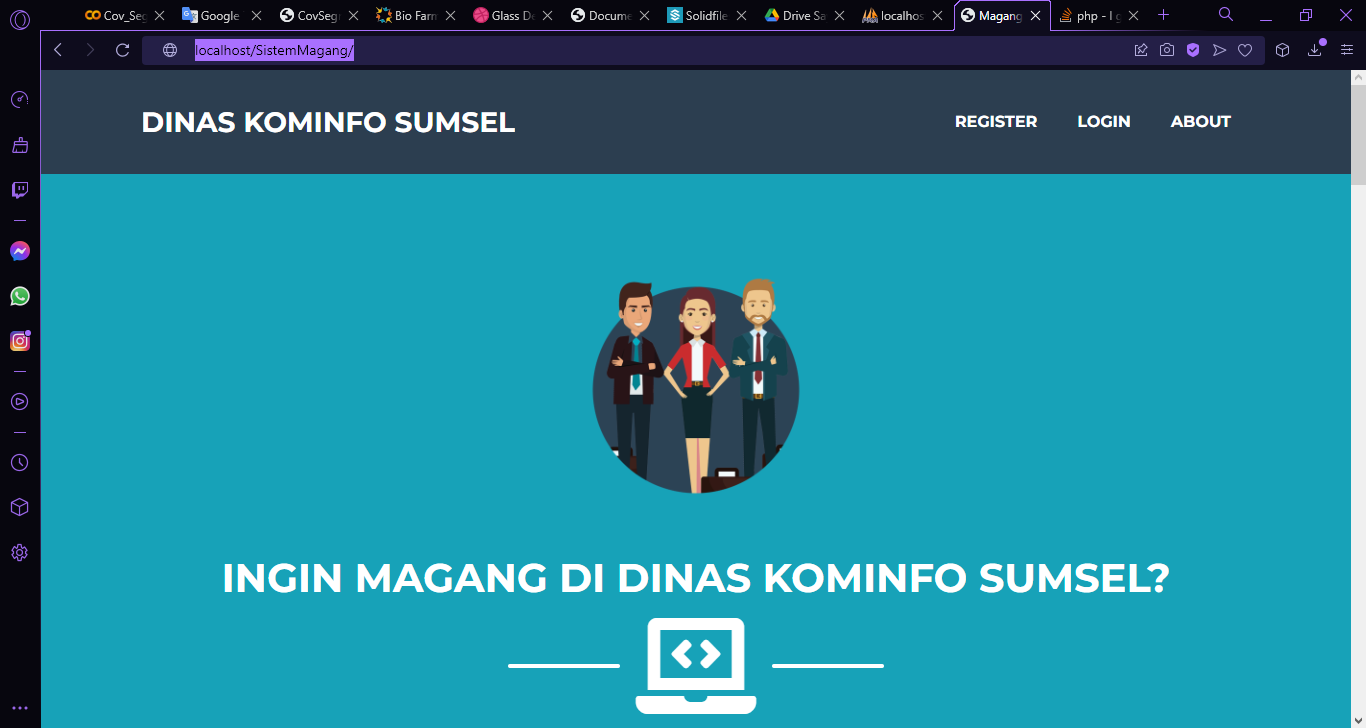 Cov_Seg
Google
CovSegr
Bio Farm
Glass De
Docume
Solidfile
Drive Sa
localhos
Magang
php - I g
localhost/SistemMagang/
DINAS KOMINFO SUMSEL
REGISTER
LOGIN
ABOUT
INGIN MAGANG DI DINAS KOMINFO SUMSEL?